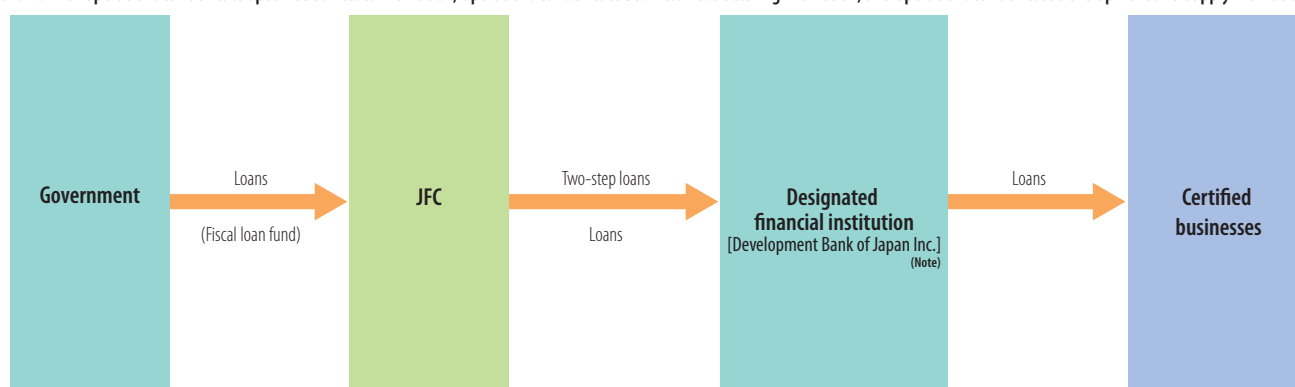 Government
Loans
(Fiscal loan fund)
JFC
Two-step loans
Loans
Designated
financial institution
[Development Bank of Japan Inc.]
(Note)
Loans
Certified
businesses